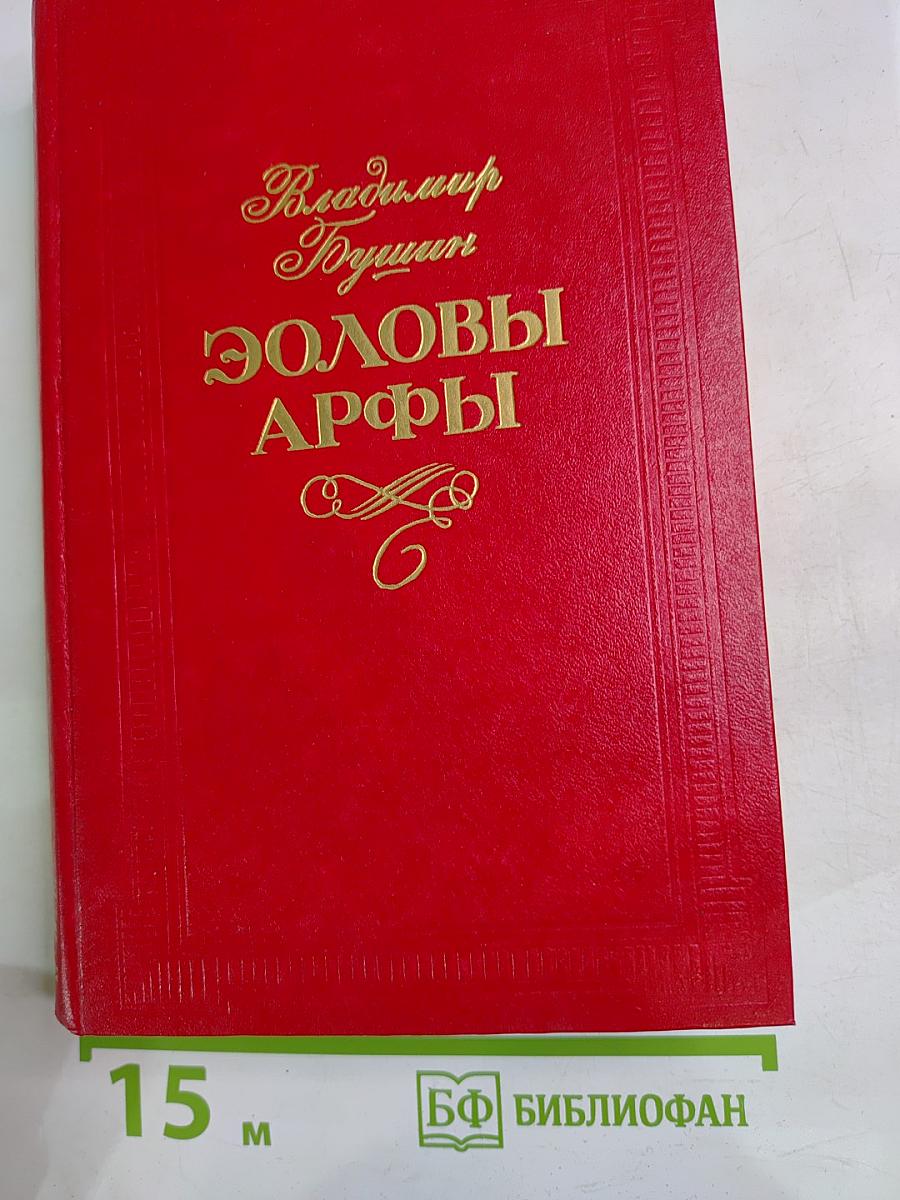 Владимир
Бушин
ЭОЛОВЫ
АРФЫ
15 м
БФ БИБЛИОФАН